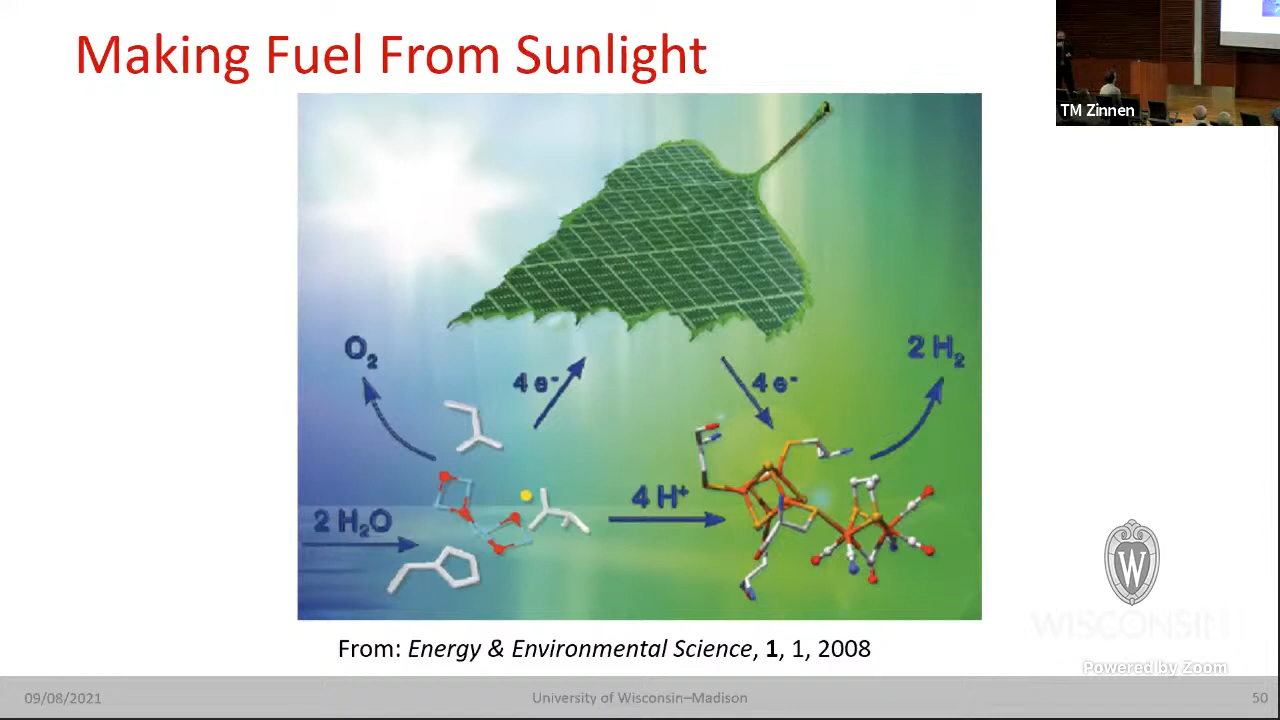 Making Fuel From Sunlight
TM Zinnen
O₂
4 e⁻
4 e⁻
2 H₂
2 H₂O
4 H⁺
W
WISCONSIN
From: Energy & Environmental Science, 1, 1, 2008
Powered by Zoom
09/08/2021
University of Wisconsin–Madison
50